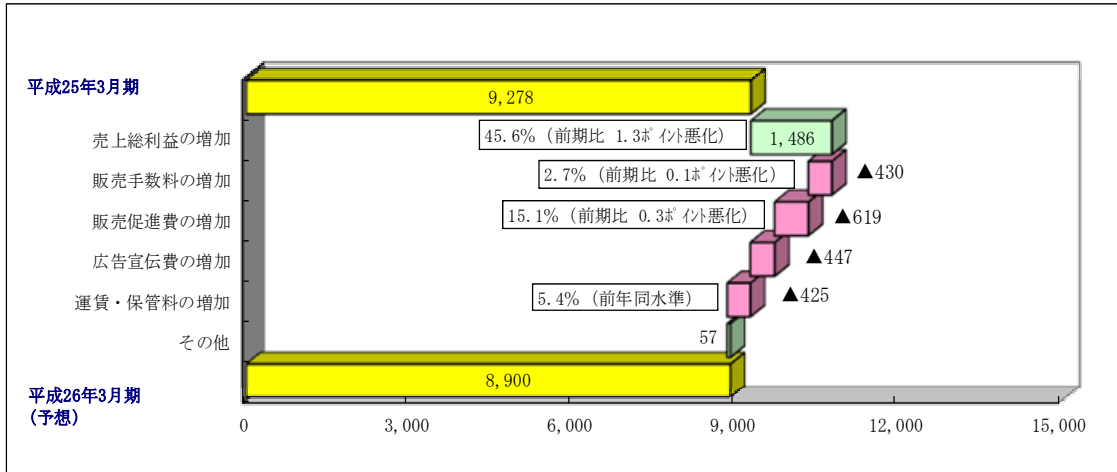 平成25年3月期
9,278
売上総利益の増加
45.6% (前期比 1.3ﾎﾟｲﾝﾄ悪化)
1,486
販売手数料の増加
2.7% (前期比 0.1ﾎﾟｲﾝﾄ悪化)
▲430
販売促進費の増加
15.1% (前期比 0.3ﾎﾟｲﾝﾄ悪化)
▲619
広告宣伝費の増加
▲447
運賃・保管料の増加
5.4% (前年同水準)
▲425
その他
57
平成26年3月期
(予想)
8,900
0 3,000 6,000 9,000 12,000 15,000